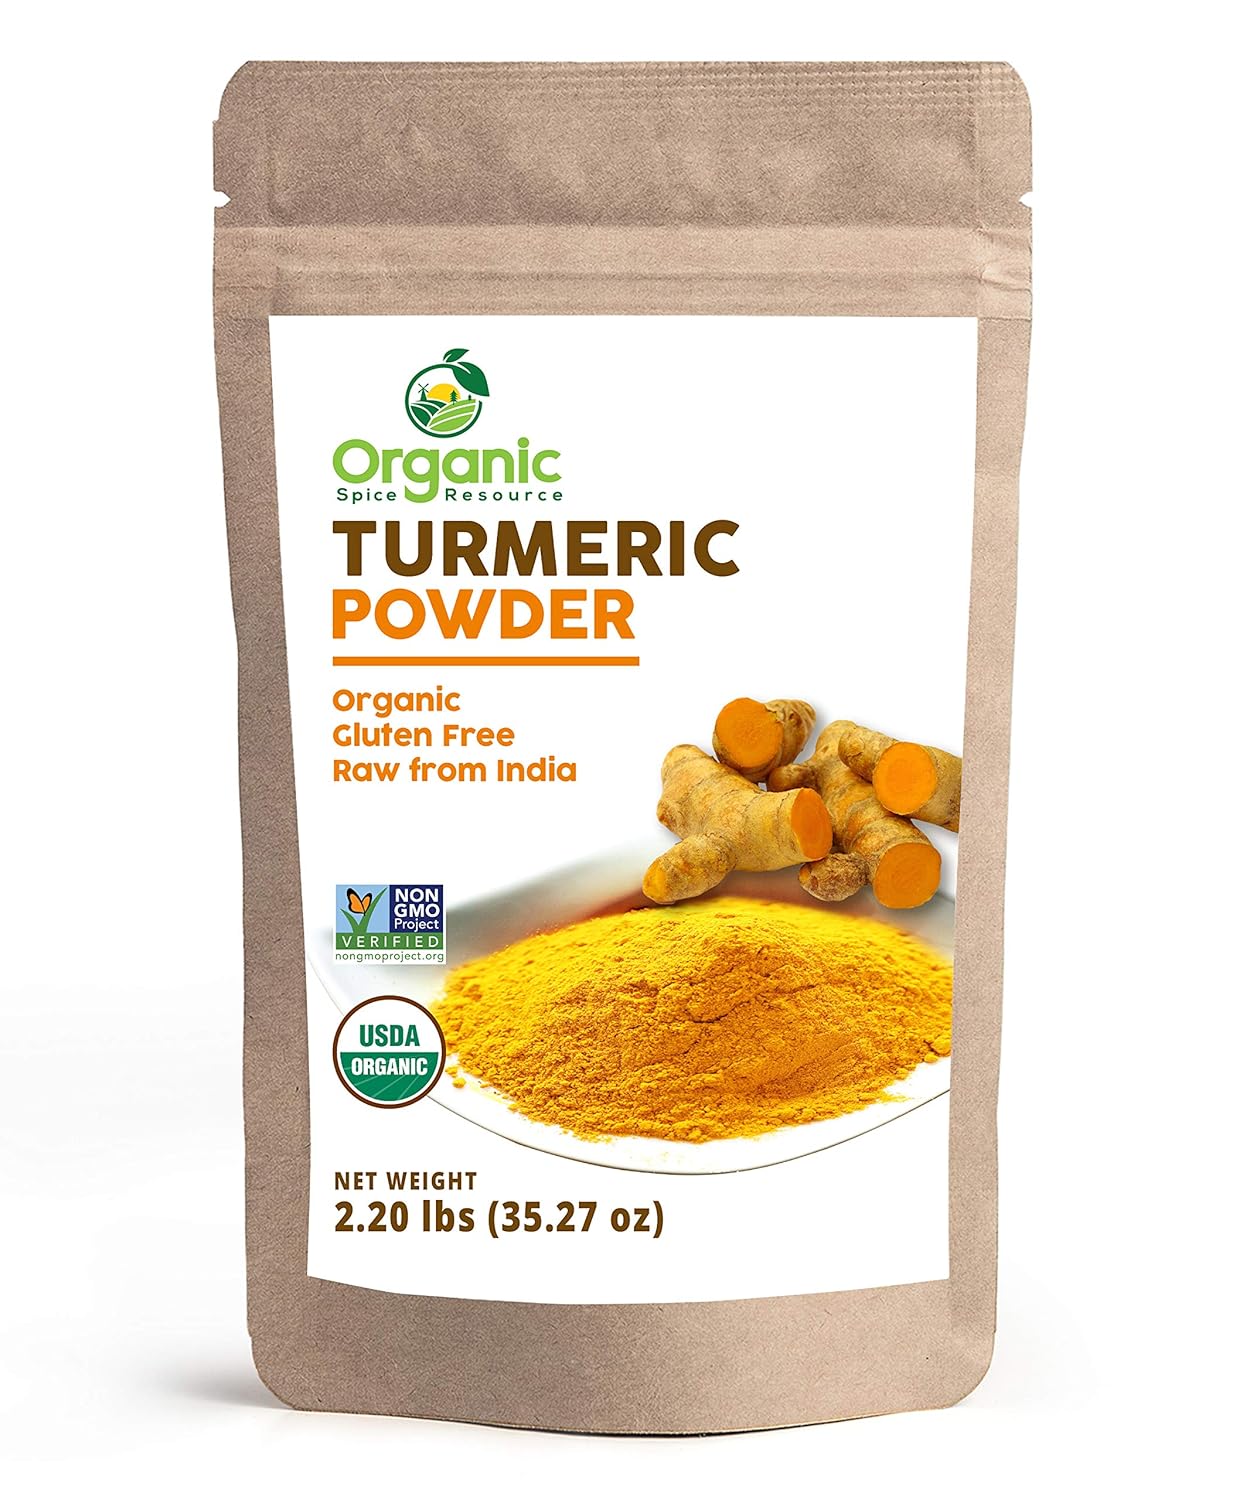 Organic
Spice Resource
TURMERIC
POWDER
Organic
Gluten Free
Raw from India
NON
GMO
Project
VERIFIED
nongmoproject.org
USDA
ORGANIC
NET WEIGHT
2.20 lbs (35.27 oz)